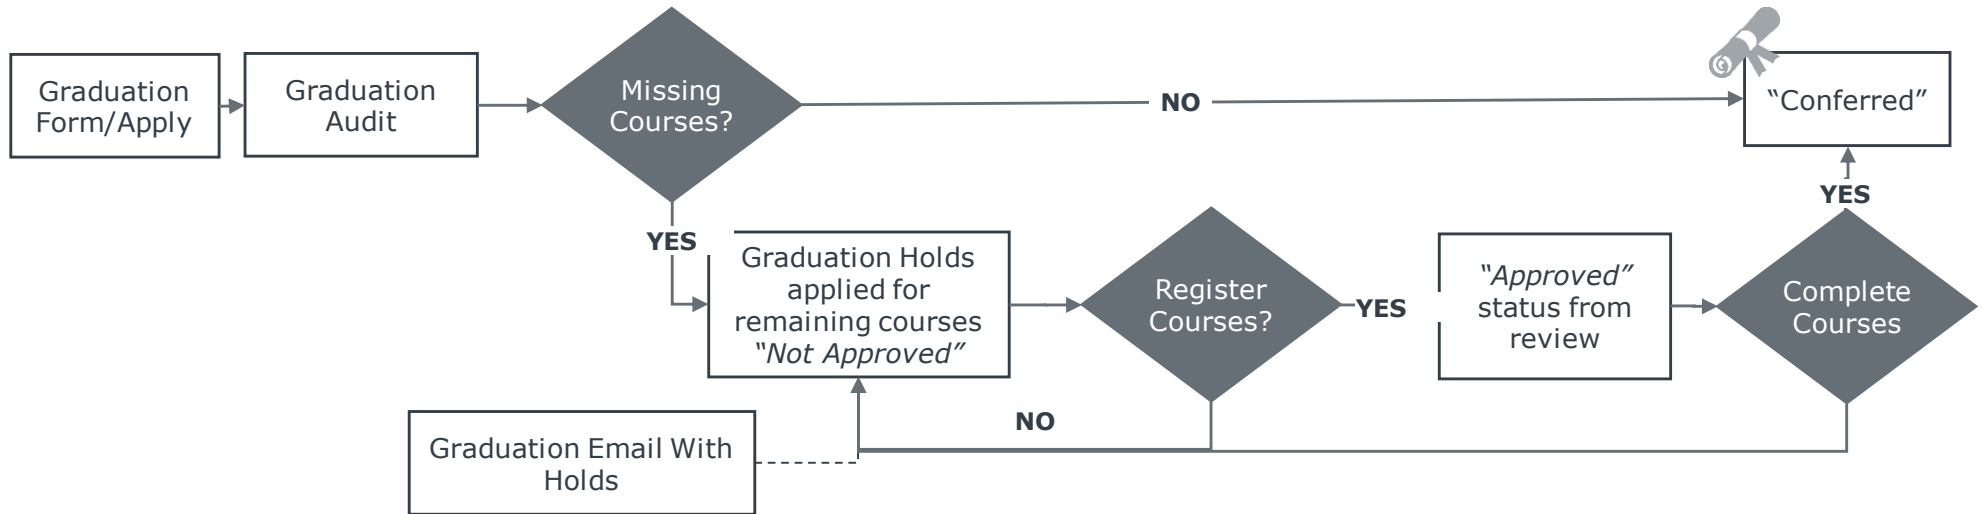 Graduation
Form/Apply
Graduation
Audit
Missing
Courses?
NO
“Conferred”
YES
Graduation Holds
applied for
remaining courses
“Not Approved”
Register
Courses?
YES
“Approved”
status from
review
Complete
Courses
YES
NO
Graduation Email With
Holds